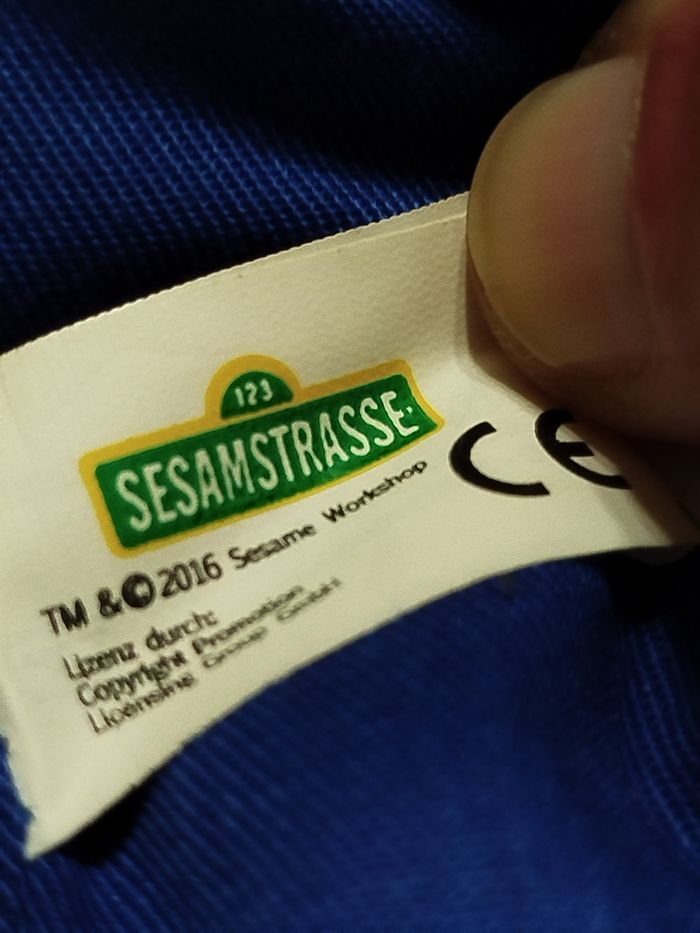 123
SESAMSTRASSE
CE
TM & © 2016 Sesame Workshop
Lizenz durch:
Copyright Promotion
Licensing Group GmbH